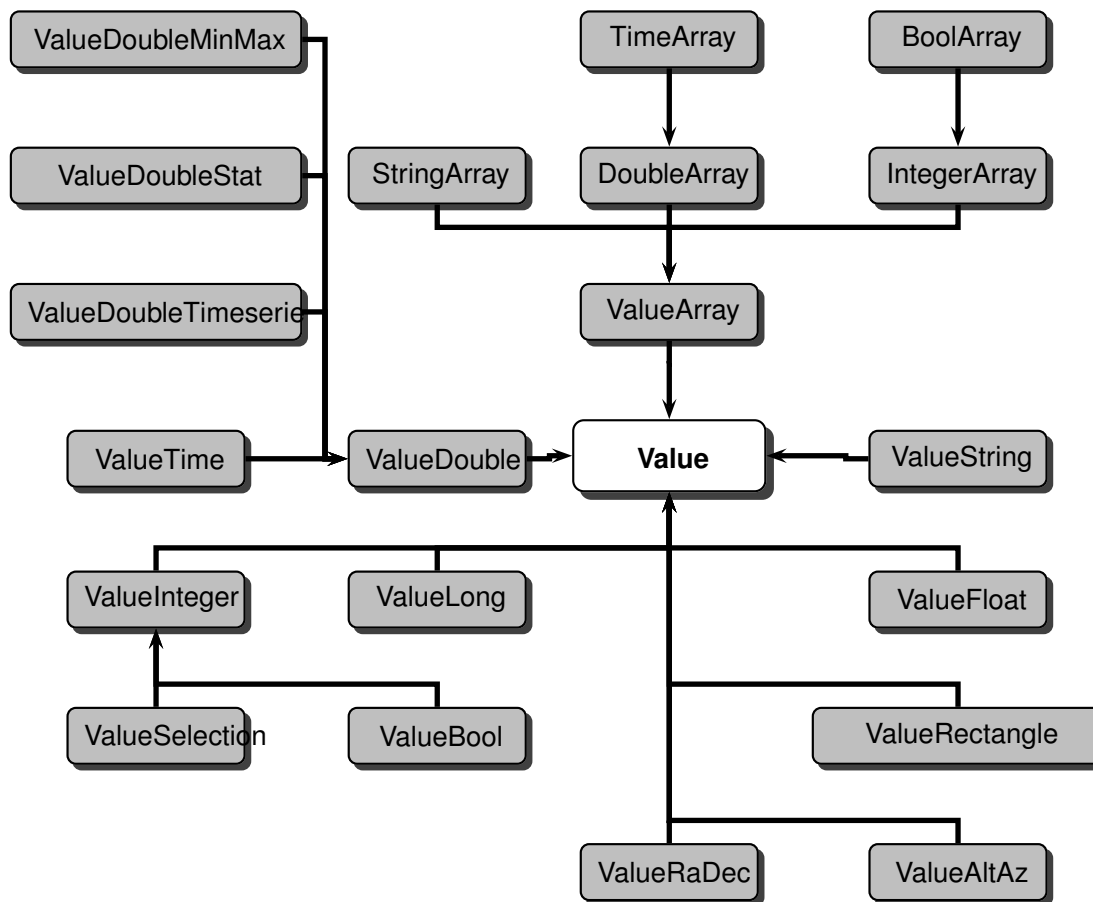 ValueDoubleMinMax
TimeArray
BoolArray
ValueDoubleStat
StringArray
DoubleArray
IntegerArray
ValueDoubleTimeserie
ValueArray
ValueTime
ValueDouble
Value
ValueString
ValueInteger
ValueLong
ValueFloat
ValueSelection
ValueBool
ValueRectangle
ValueRaDec
ValueAltAz